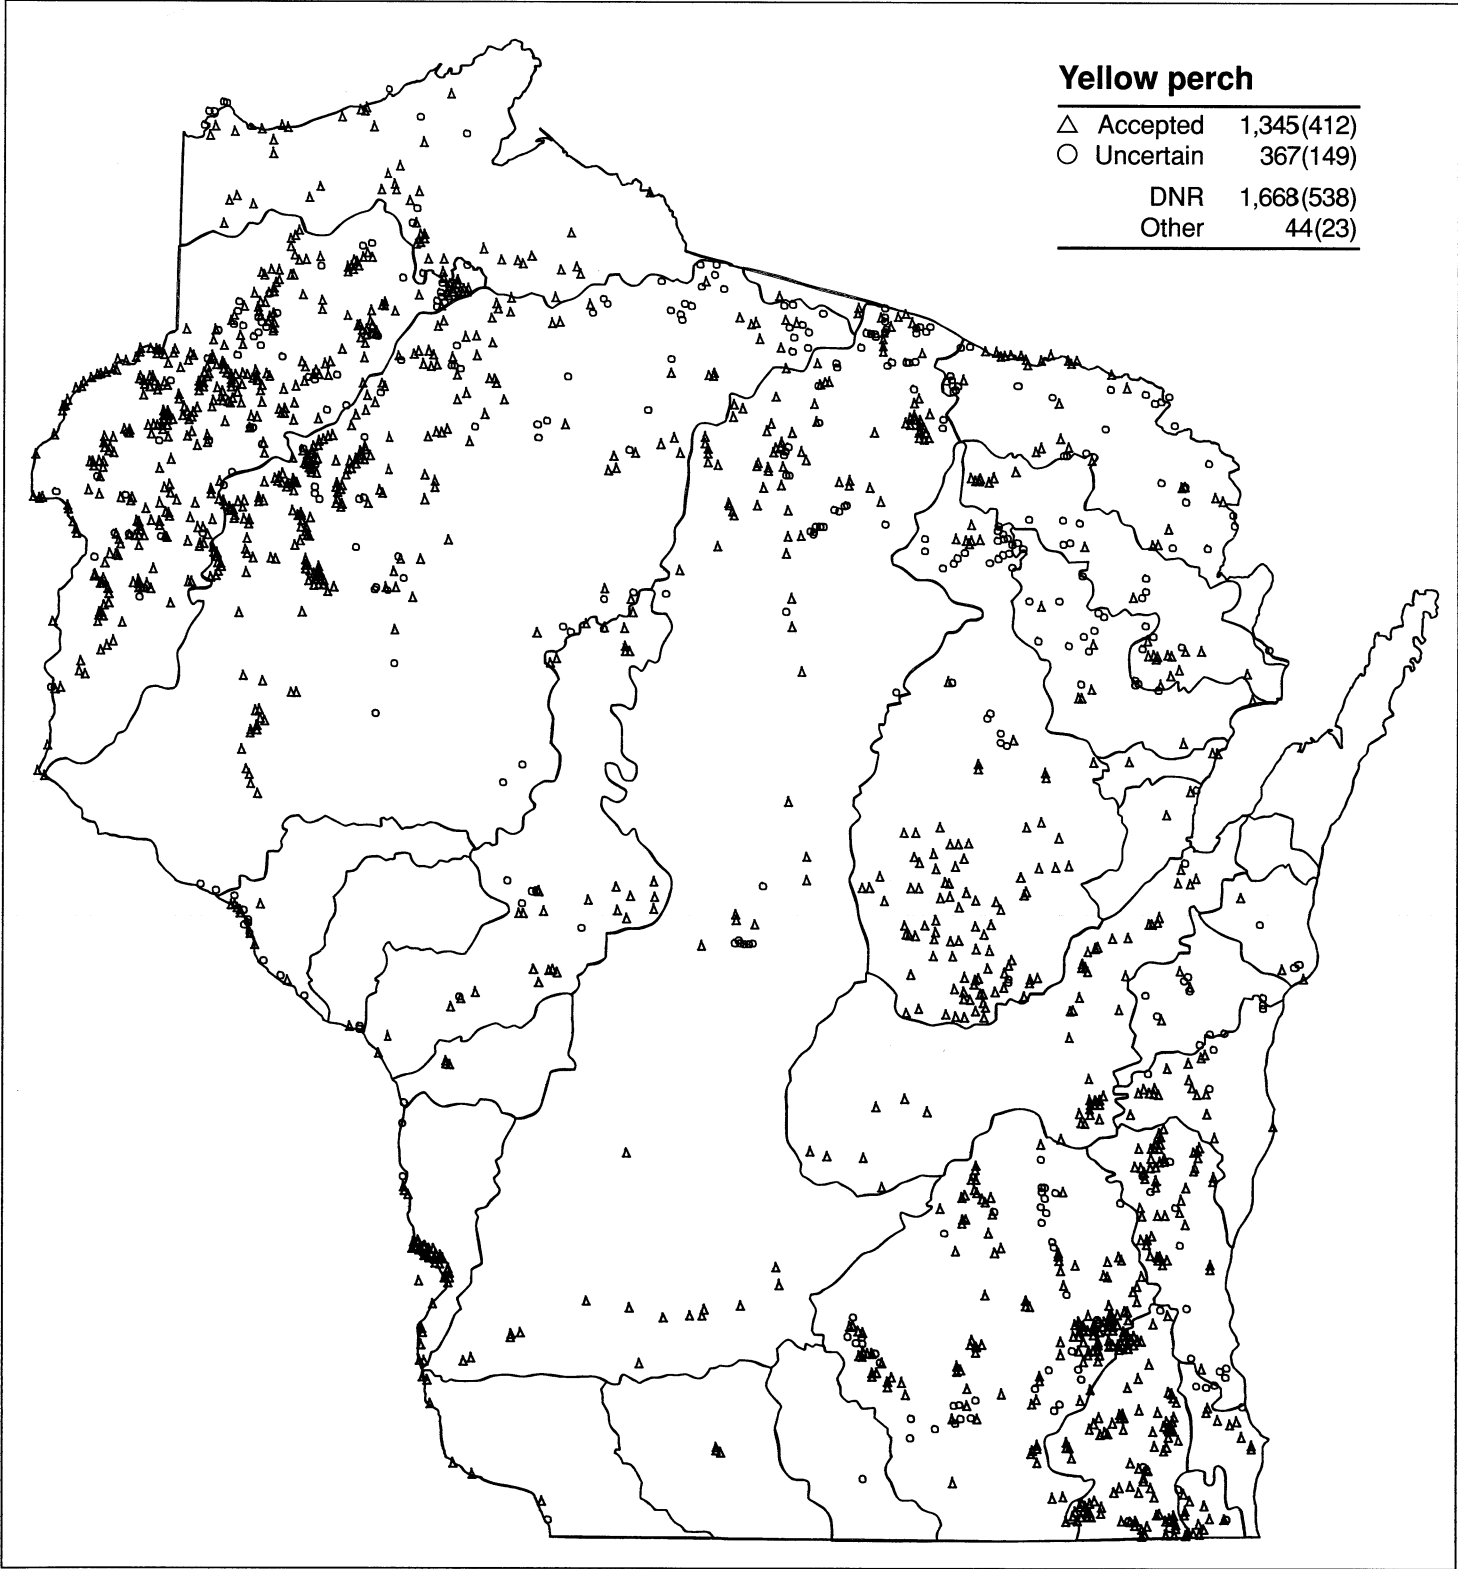 Yellow perch
△ Accepted 1,345(412)
○ Uncertain 367(149)
DNR 1,668(538)
Other 44(23)